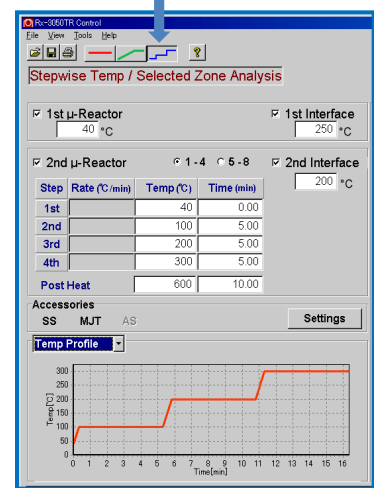 Rx-3050TR Control
File View Tools Help
Stepwise Temp / Selected Zone Analysis
1st µ-Reactor 1st Interface
40 °C 250 °C
2nd µ-Reactor 1 - 4 5 - 8 2nd Interface
200 °C
Step Rate (°C/min) Temp (°C) Time (min)
1st 40 0.00
2nd 100 5.00
3rd 200 5.00
4th 300 5.00
Post Heat 600 10.00
Accessories
SS MJT AS Settings
Temp Profile
Temp[C]
300
250
200
150
100
50
0
0 1 2 3 4 5 6 7 8 9 10 11 12 13 14 15 16
Time[min]